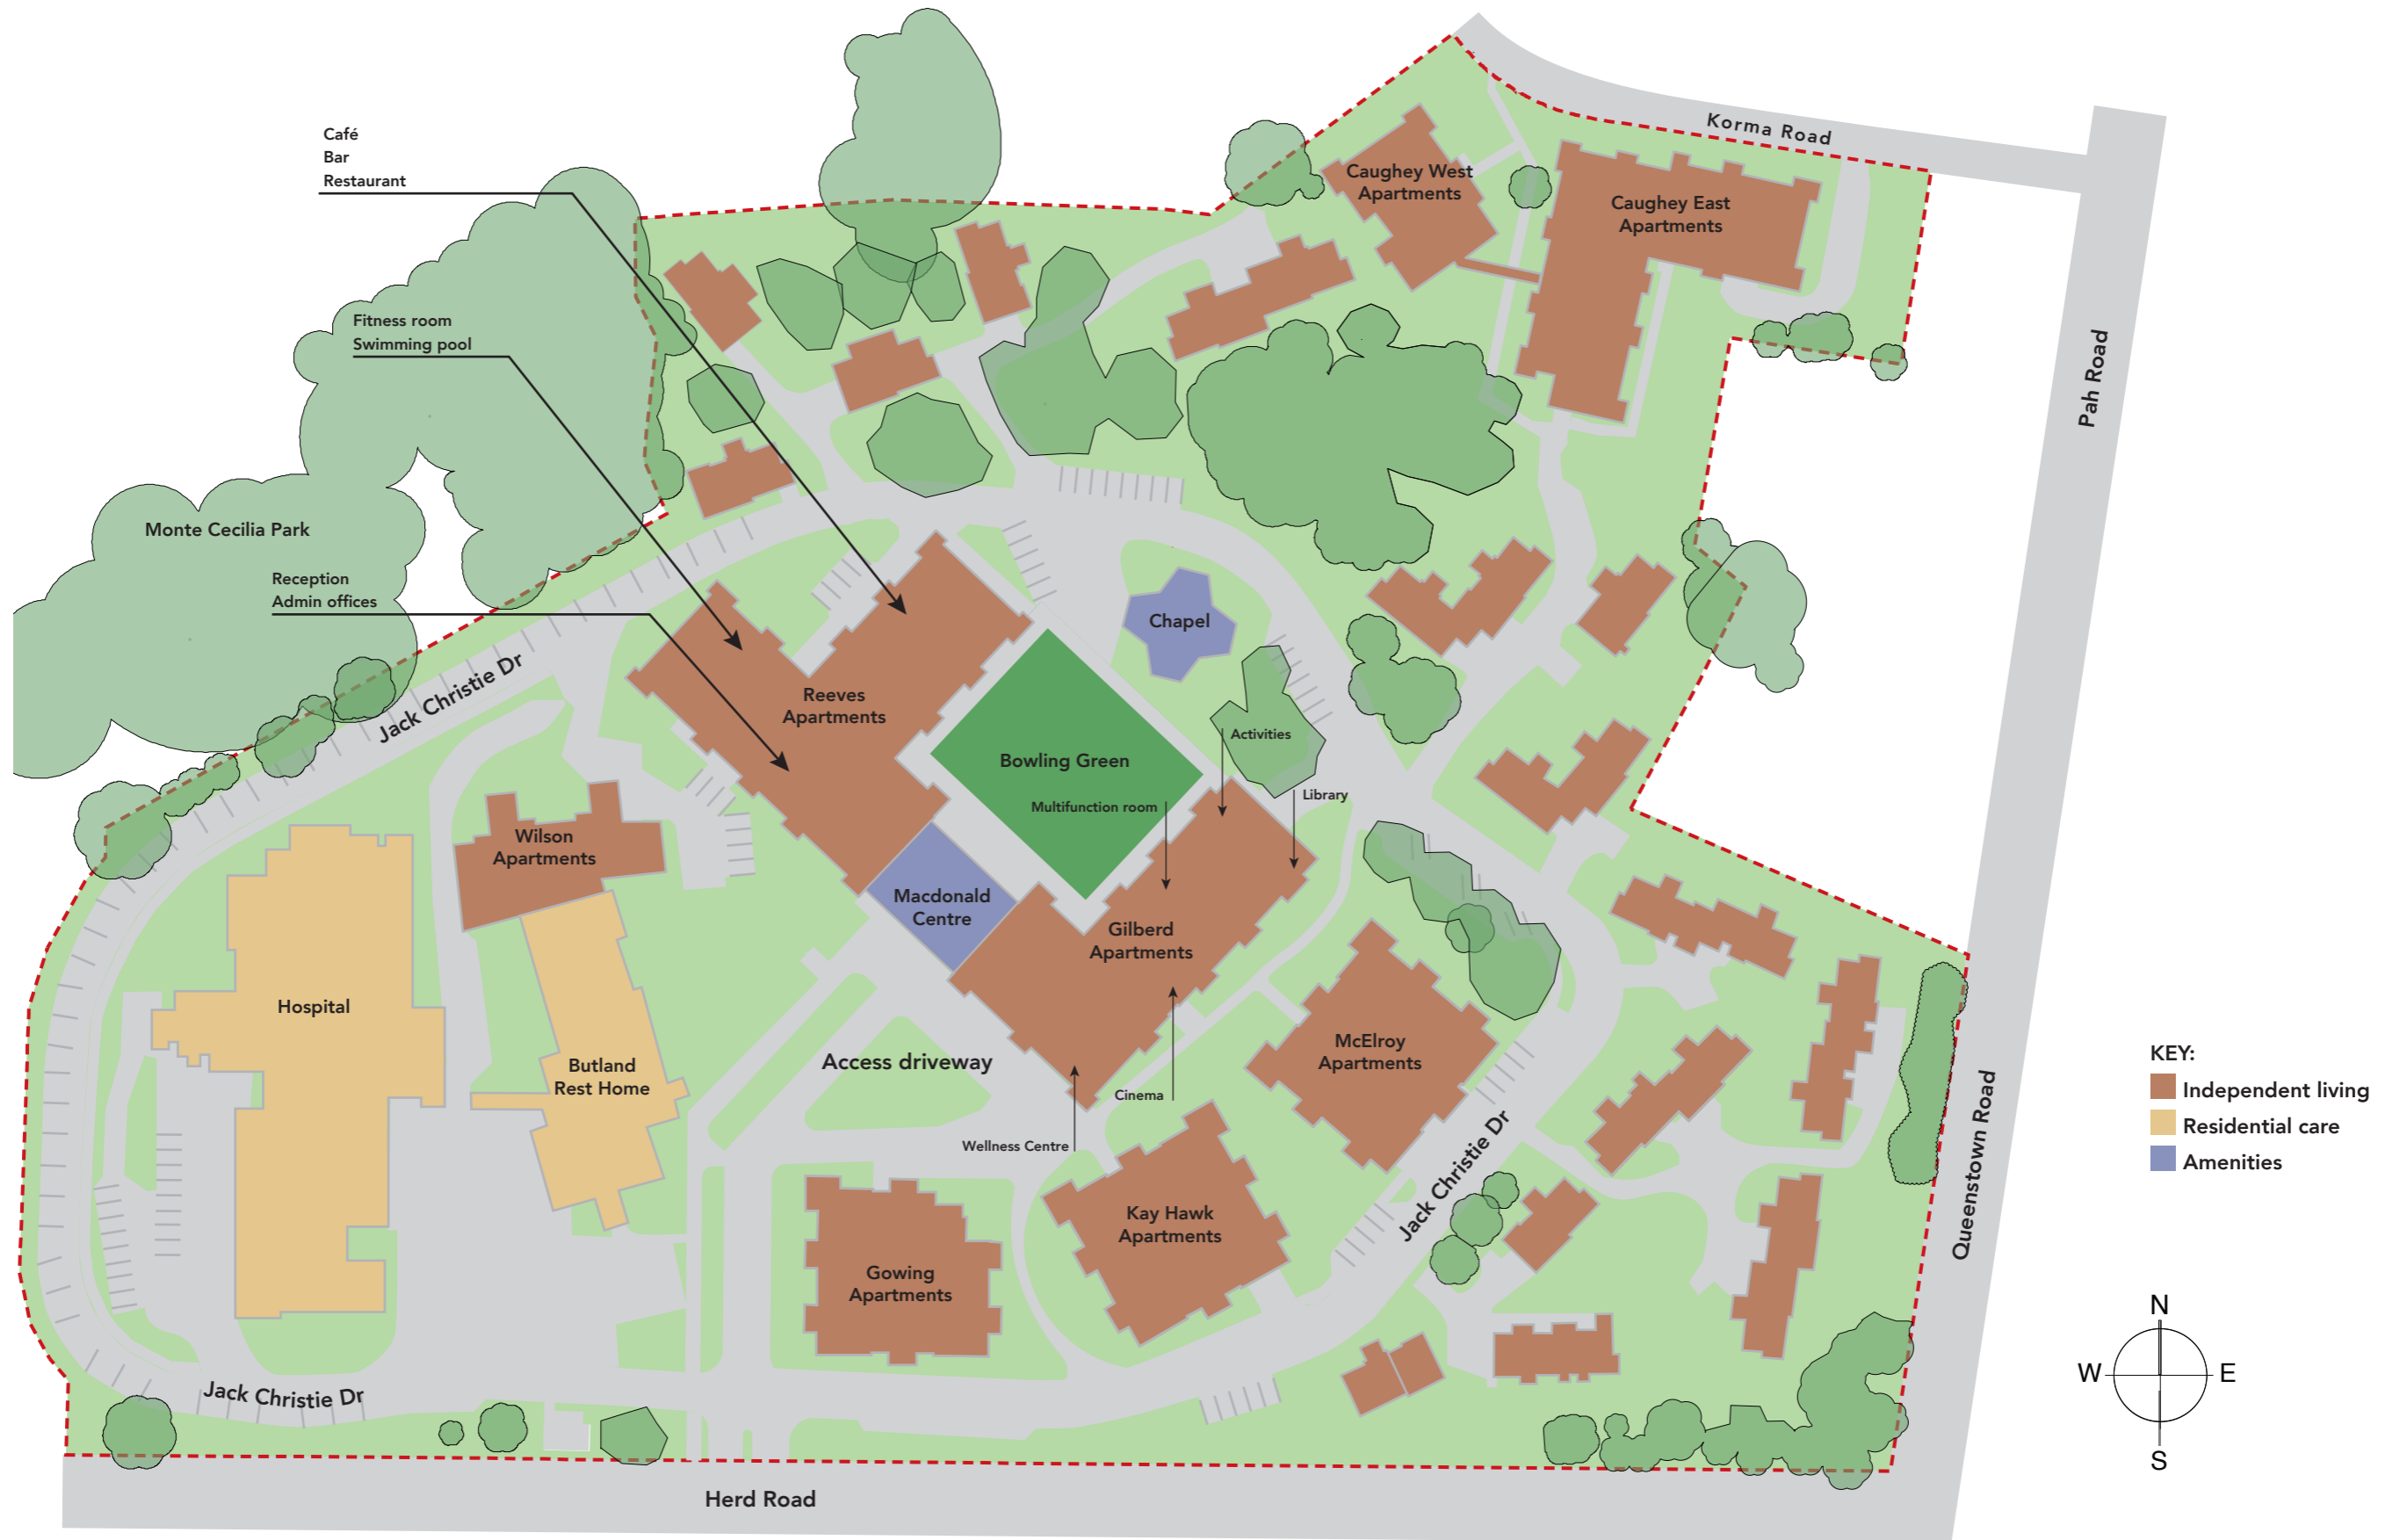 Café
Bar
Restaurant
Fitness room
Swimming pool
Reception
Admin offices
Monte Cecilia Park
Jack Christie Dr
Korma Road
Caughey West
Apartments
Caughey East
Apartments
Pah Road
Chapel
Reeves
Apartments
Activities
Bowling Green
Library
Multifunction room
Wilson
Apartments
Macdonald
Centre
Gilberd
Apartments
Hospital
Butland
Rest Home
Access driveway
McElroy
Apartments
Cinema
Wellness Centre
Kay Hawk
Apartments
Gowing
Apartments
Jack Christie Dr
Queenstown Road
Jack Christie Dr
Herd Road
KEY:
Independent living
Residential care
Amenities
N
W
E
S